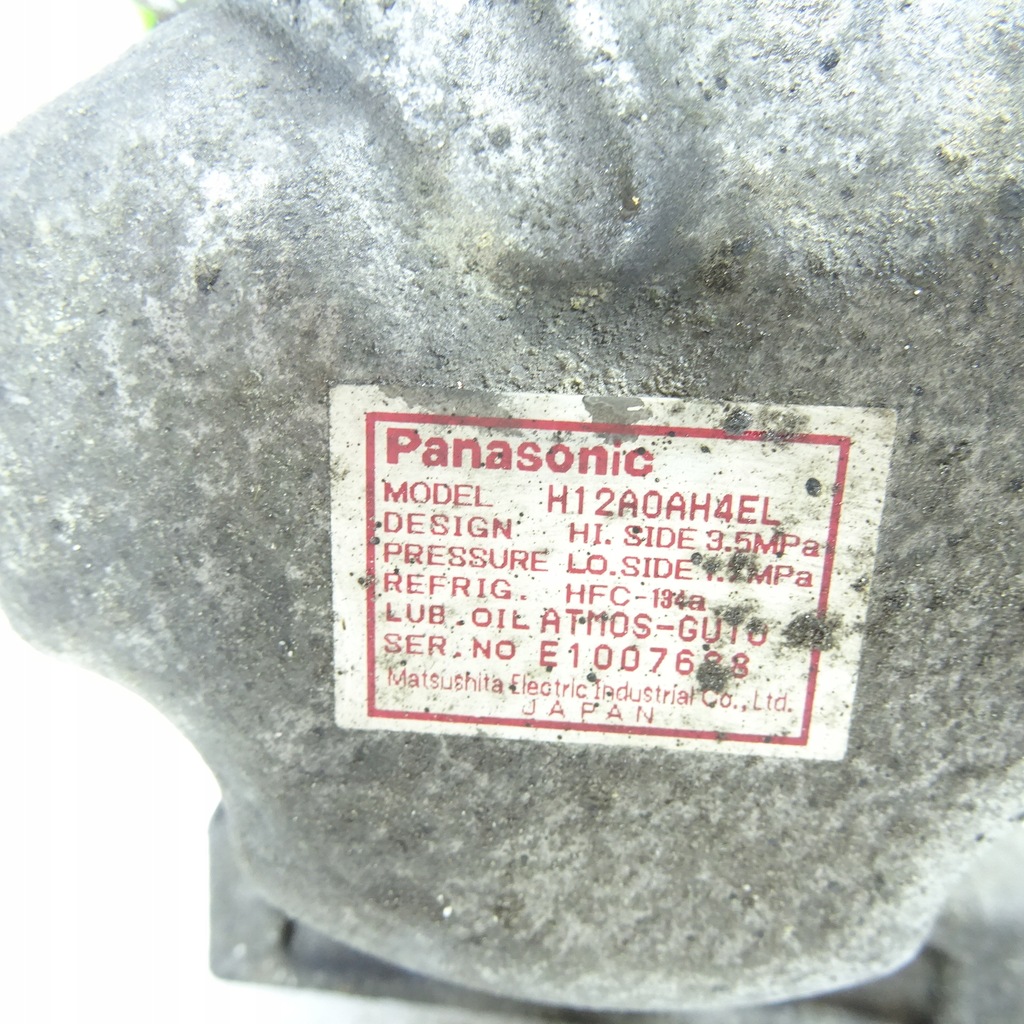 Panasonic
MODEL H12A0AH4EL
DESIGN HI. SIDE 3.5MPa
PRESSURE LO.SIDE
REFRIG. HFC-134a
LUB.OIL ATMOS-GU10
SER.NO
Matsushita Electric Industrial Co., Ltd.
JAPAN